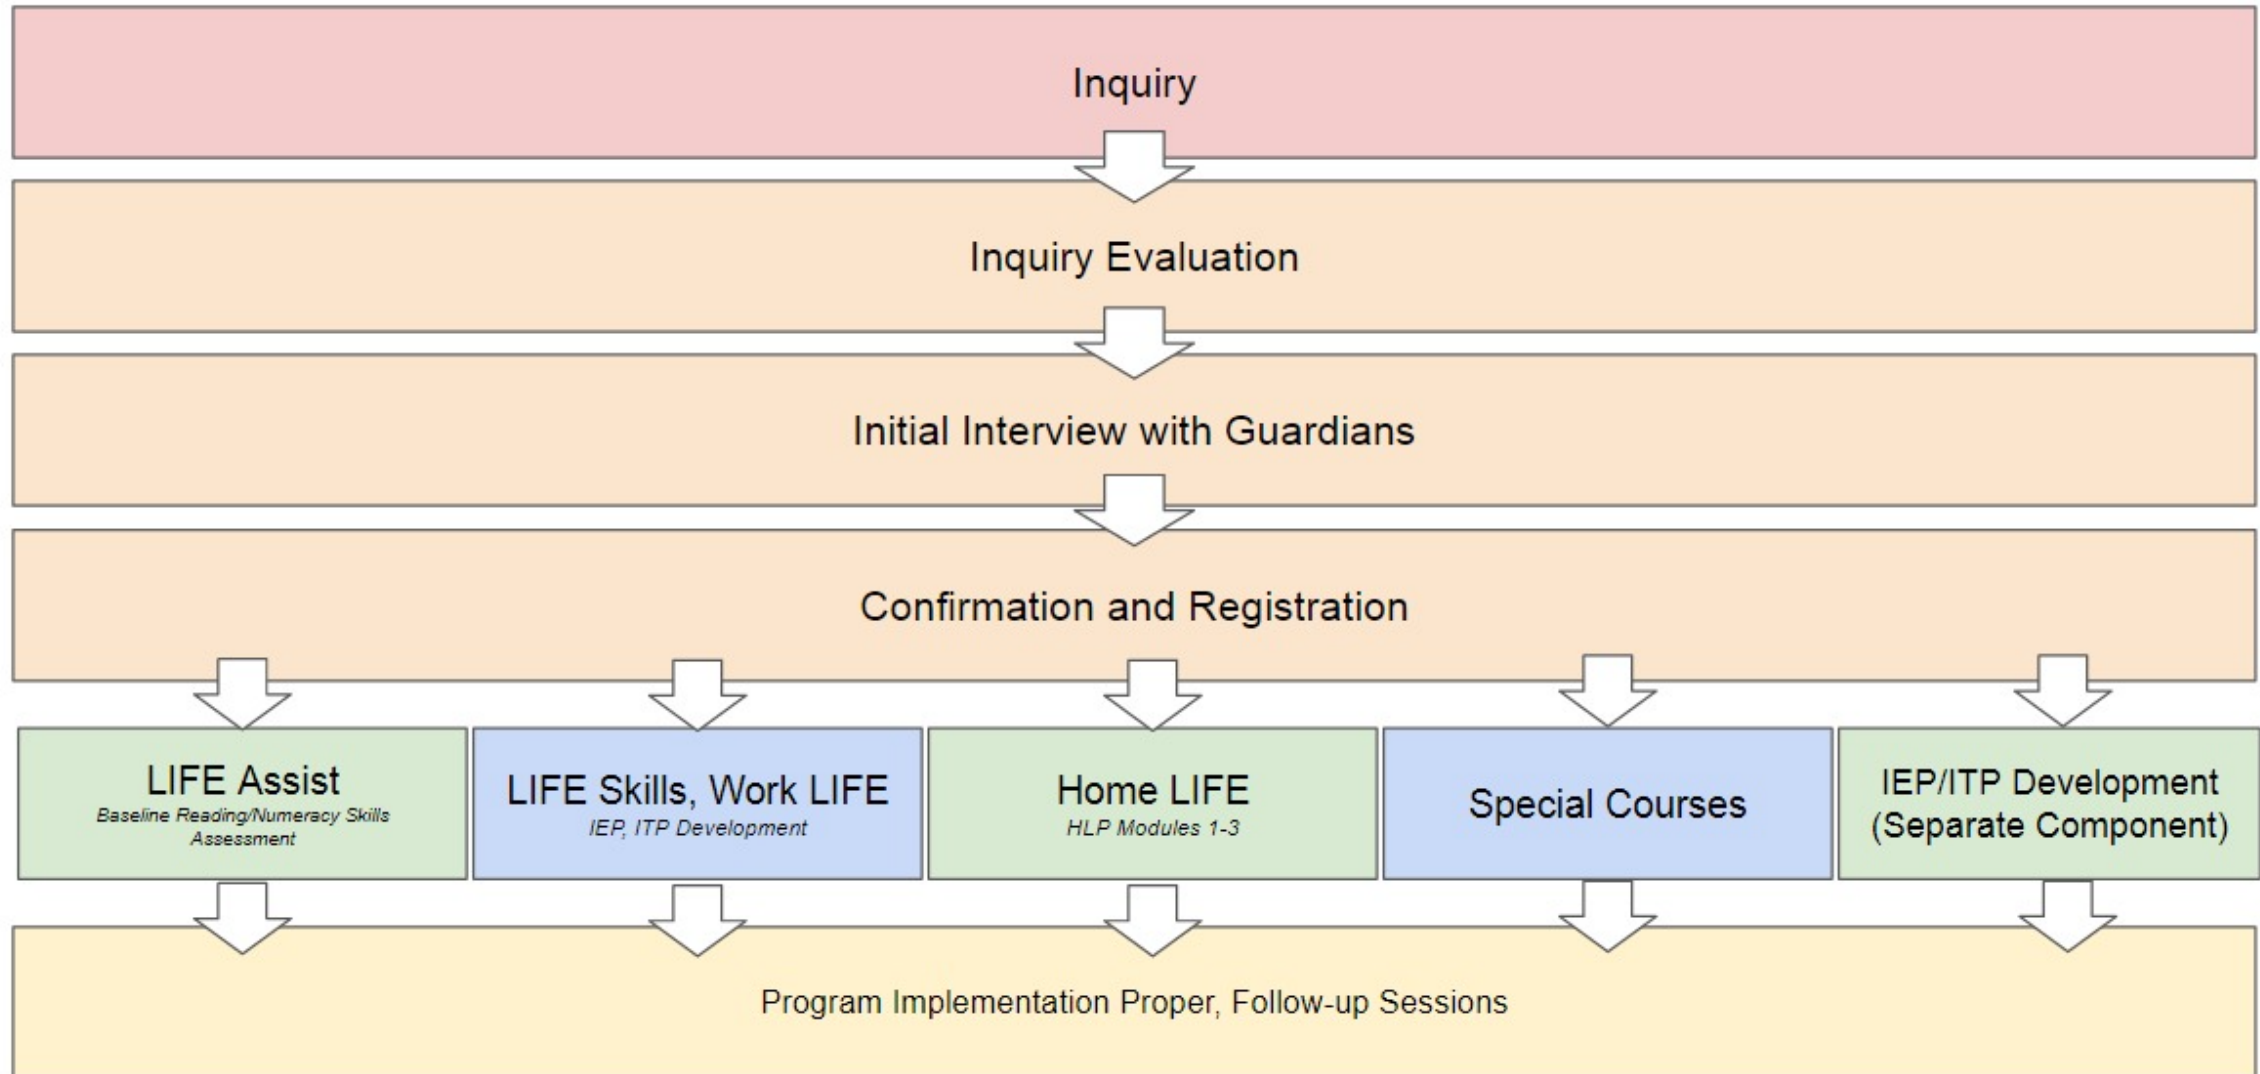 Inquiry
Inquiry Evaluation
Initial Interview with Guardians
Confirmation and Registration
LIFE Assist
Baseline Reading/Numeracy Skills
Assessment
LIFE Skills, Work LIFE
IEP, ITP Development
Home LIFE
HLP Modules 1-3
Special Courses
IEP/ITP Development
(Separate Component)
Program Implementation Proper, Follow-up Sessions